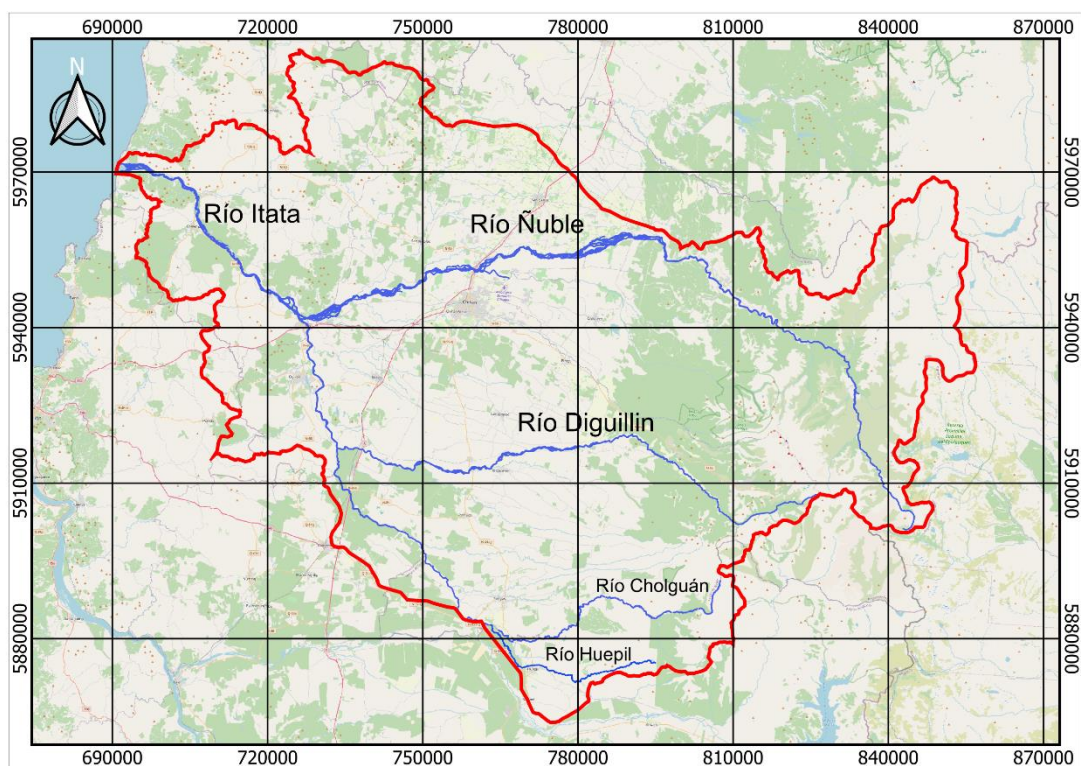 690000 720000 750000 780000 810000 840000 870000
N
5970000 5970000
Río Itata
Río Ñuble
5940000 5940000
Río Diguillin
5910000 5910000
Río Cholguán
5880000 5880000
Río Huepil
690000 720000 750000 780000 810000 840000 870000